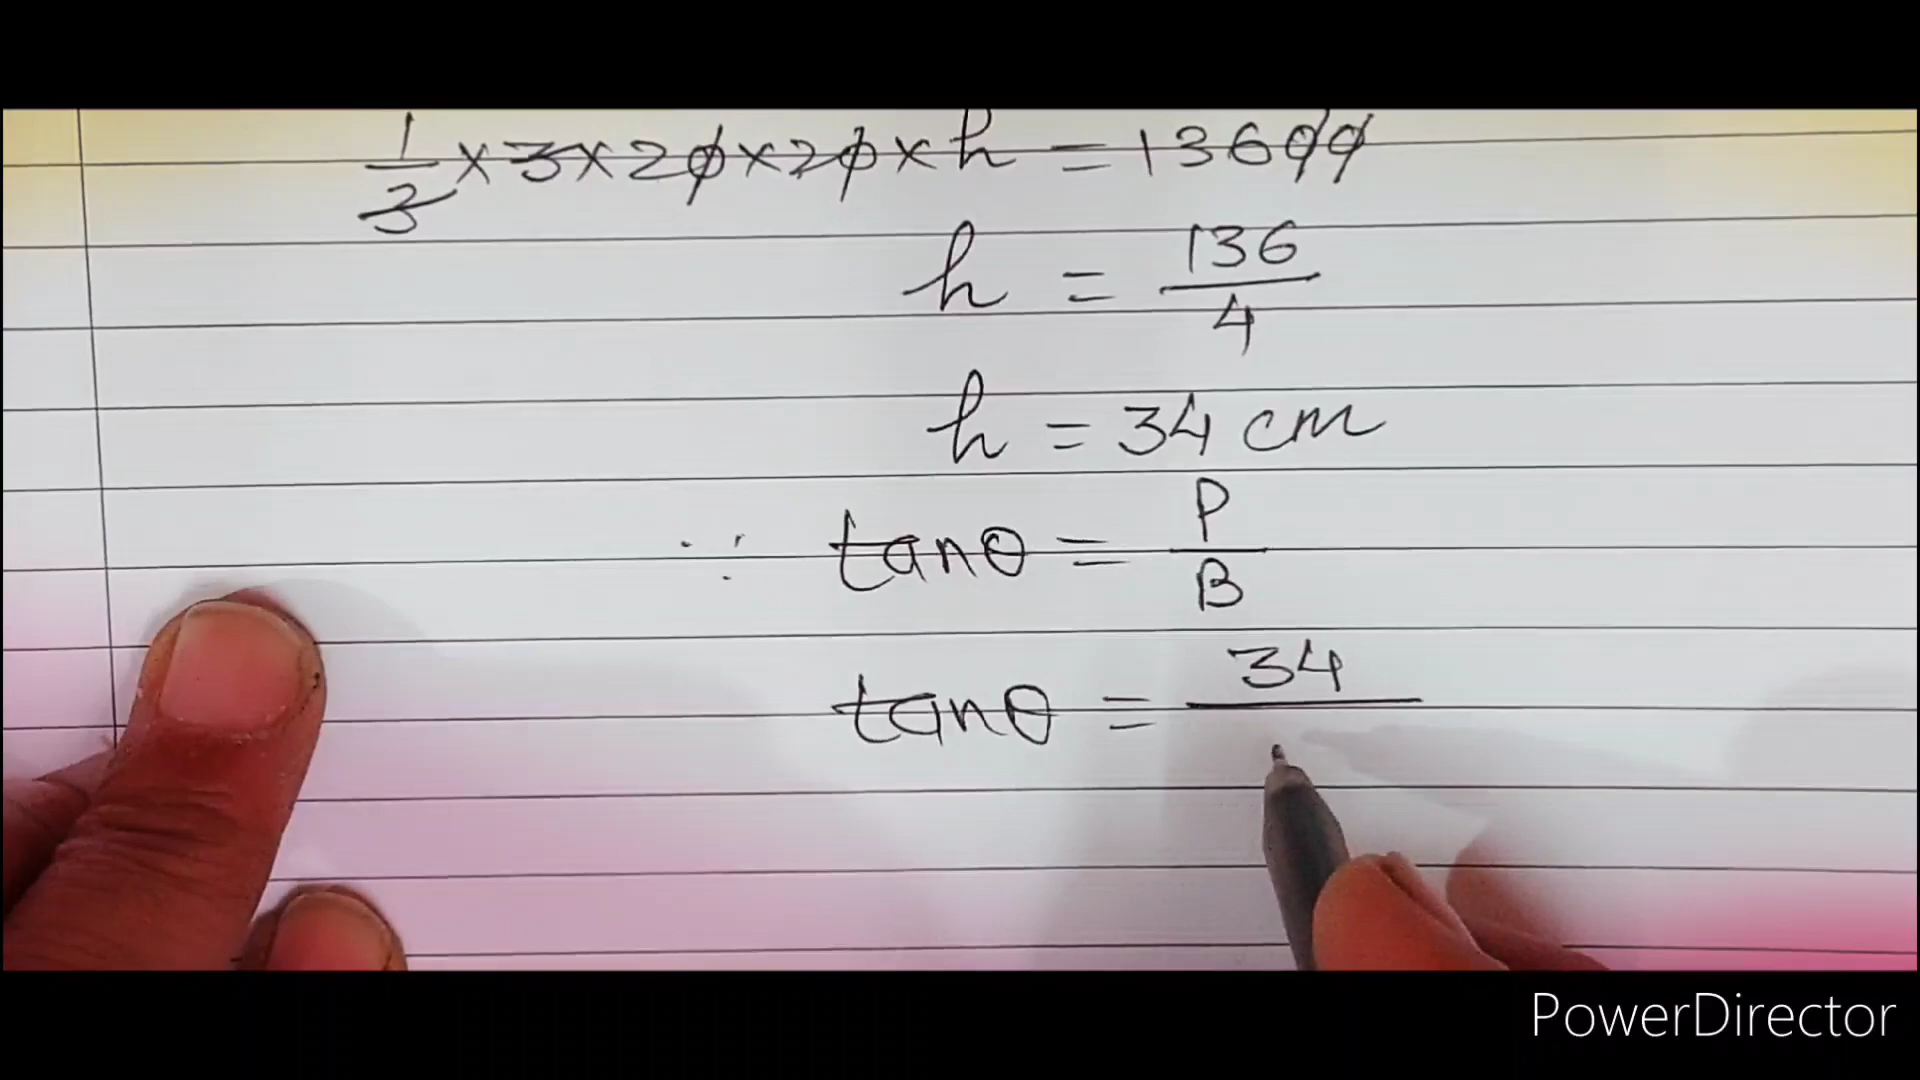 1/3 × 3 × 20 × 20 × h = 13600
h = 136/4
h = 34 cm
∵ tanθ = P/B
tanθ = 34/
PowerDirector